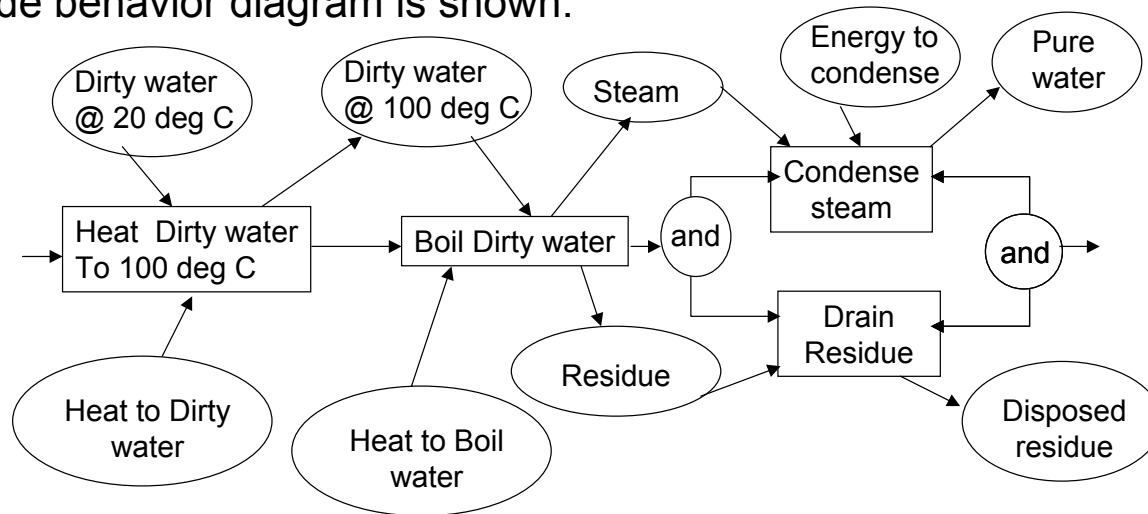 de behavior diagram is shown:
Dirty water
@ 20 deg C
Dirty water
@ 100 deg C
Steam
Energy to
condense
Pure
water
Heat  Dirty water
To 100 deg C
Boil Dirty water
and
Condense
steam
and
Drain
Residue
Heat to Dirty
water
Heat to Boil
water
Residue
Disposed
residue